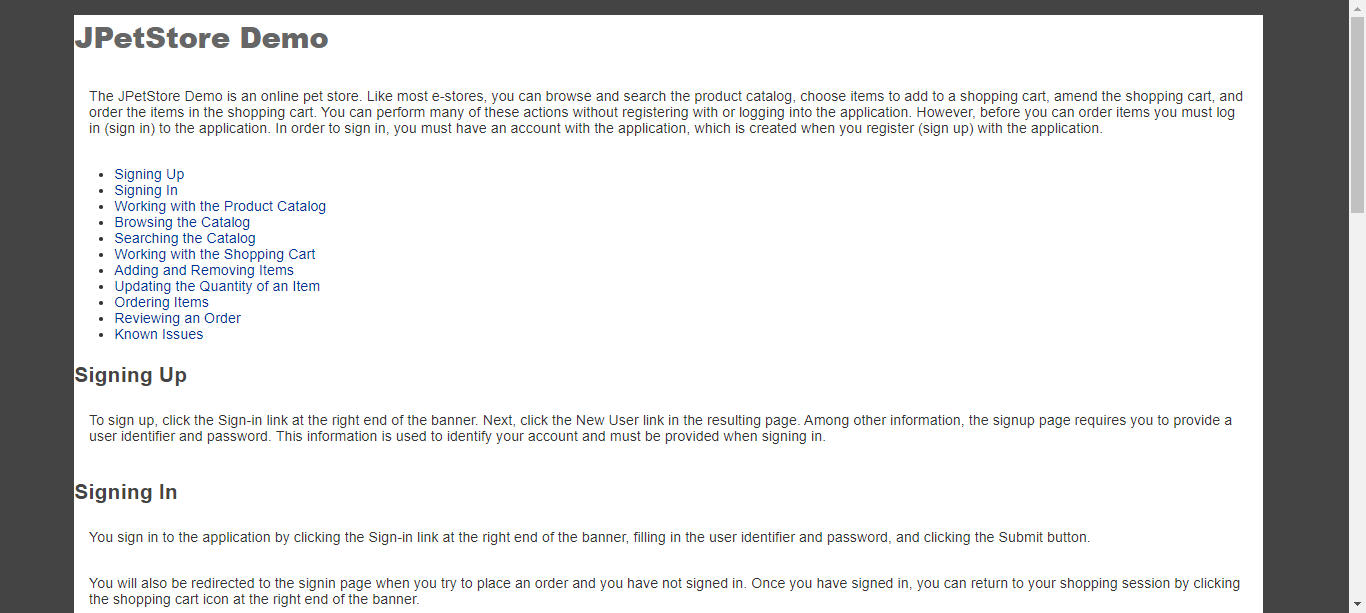 JPetStore Demo
The JPetStore Demo is an online pet store. Like most e-stores, you can browse and search the product catalog, choose items to add to a shopping cart, amend the shopping cart, and
order the items in the shopping cart. You can perform many of these actions without registering with or logging into the application. However, before you can order items you must log
in (sign in) to the application. In order to sign in, you must have an account with the application, which is created when you register (sign up) with the application.
Signing Up
Signing In
Working with the Product Catalog
Browsing the Catalog
Searching the Catalog
Working with the Shopping Cart
Adding and Removing Items
Updating the Quantity of an Item
Ordering Items
Reviewing an Order
Known Issues
Signing Up
To sign up, click the Sign-in link at the right end of the banner. Next, click the New User link in the resulting page. Among other information, the signup page requires you to provide a
user identifier and password. This information is used to identify your account and must be provided when signing in.
Signing In
You sign in to the application by clicking the Sign-in link at the right end of the banner, filling in the user identifier and password, and clicking the Submit button.
You will also be redirected to the signin page when you try to place an order and you have not signed in. Once you have signed in, you can return to your shopping session by clicking
the shopping cart icon at the right end of the banner.